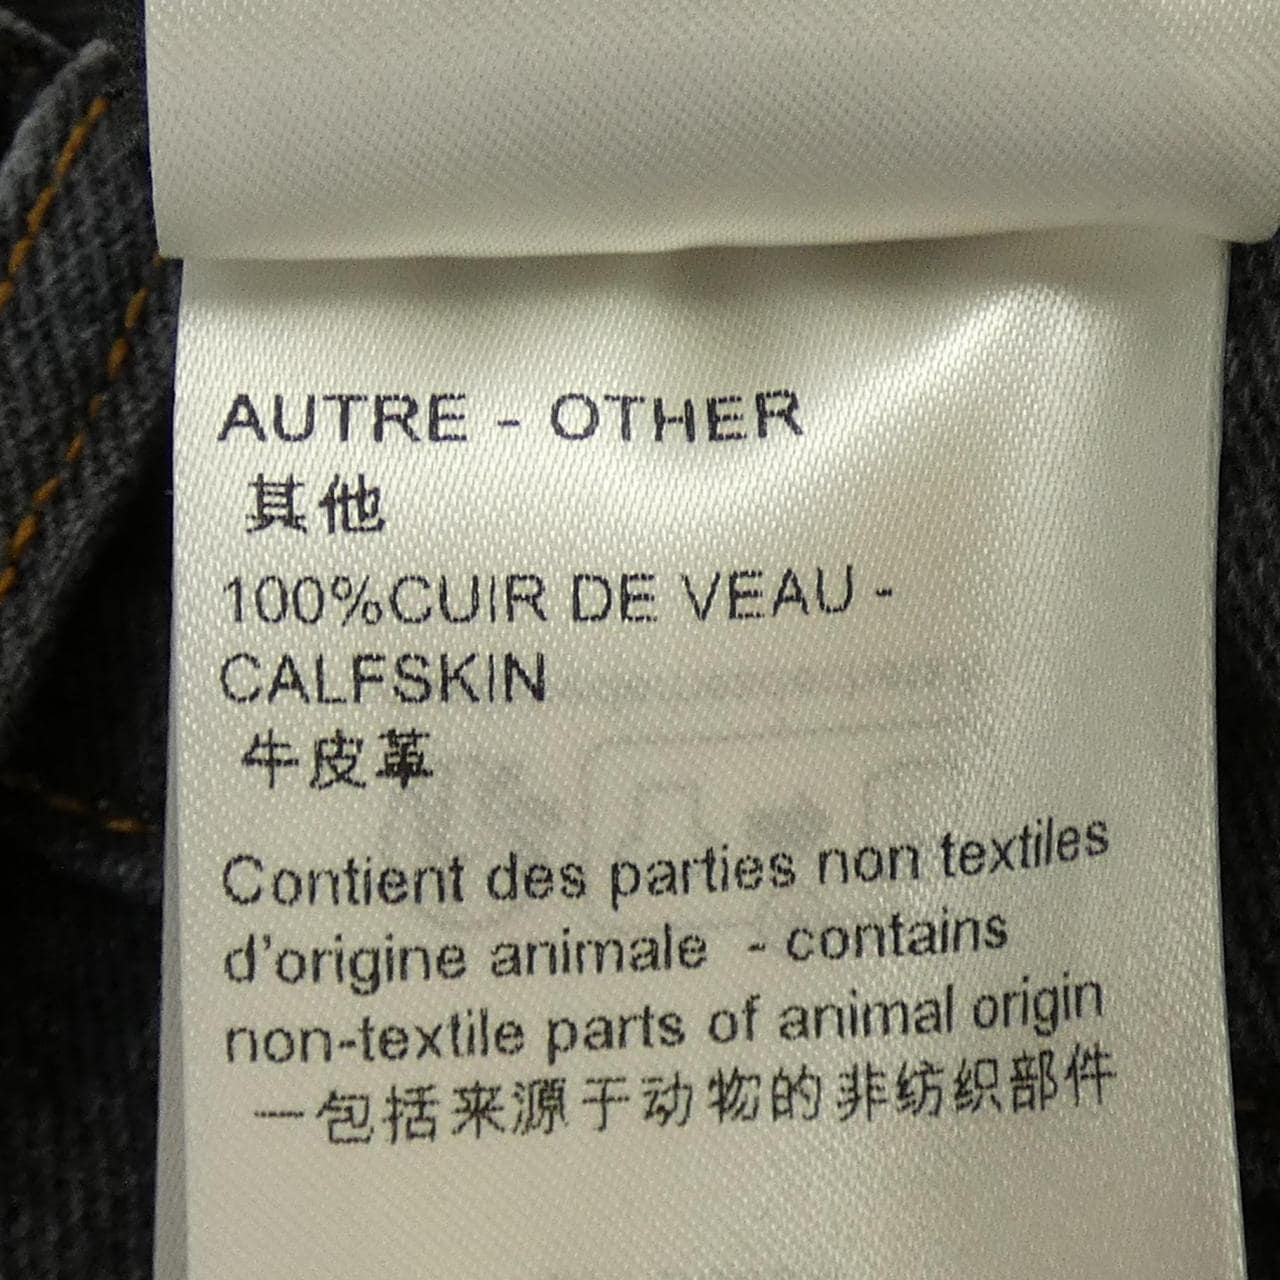 AUTRE - OTHER
其他
100%CUIR DE VEAU -
CALFSKIN
牛皮革
Contient des parties non textiles
d'origine animale - contains
non-textile parts of animal origin
一包括来源于动物的非纺织部件